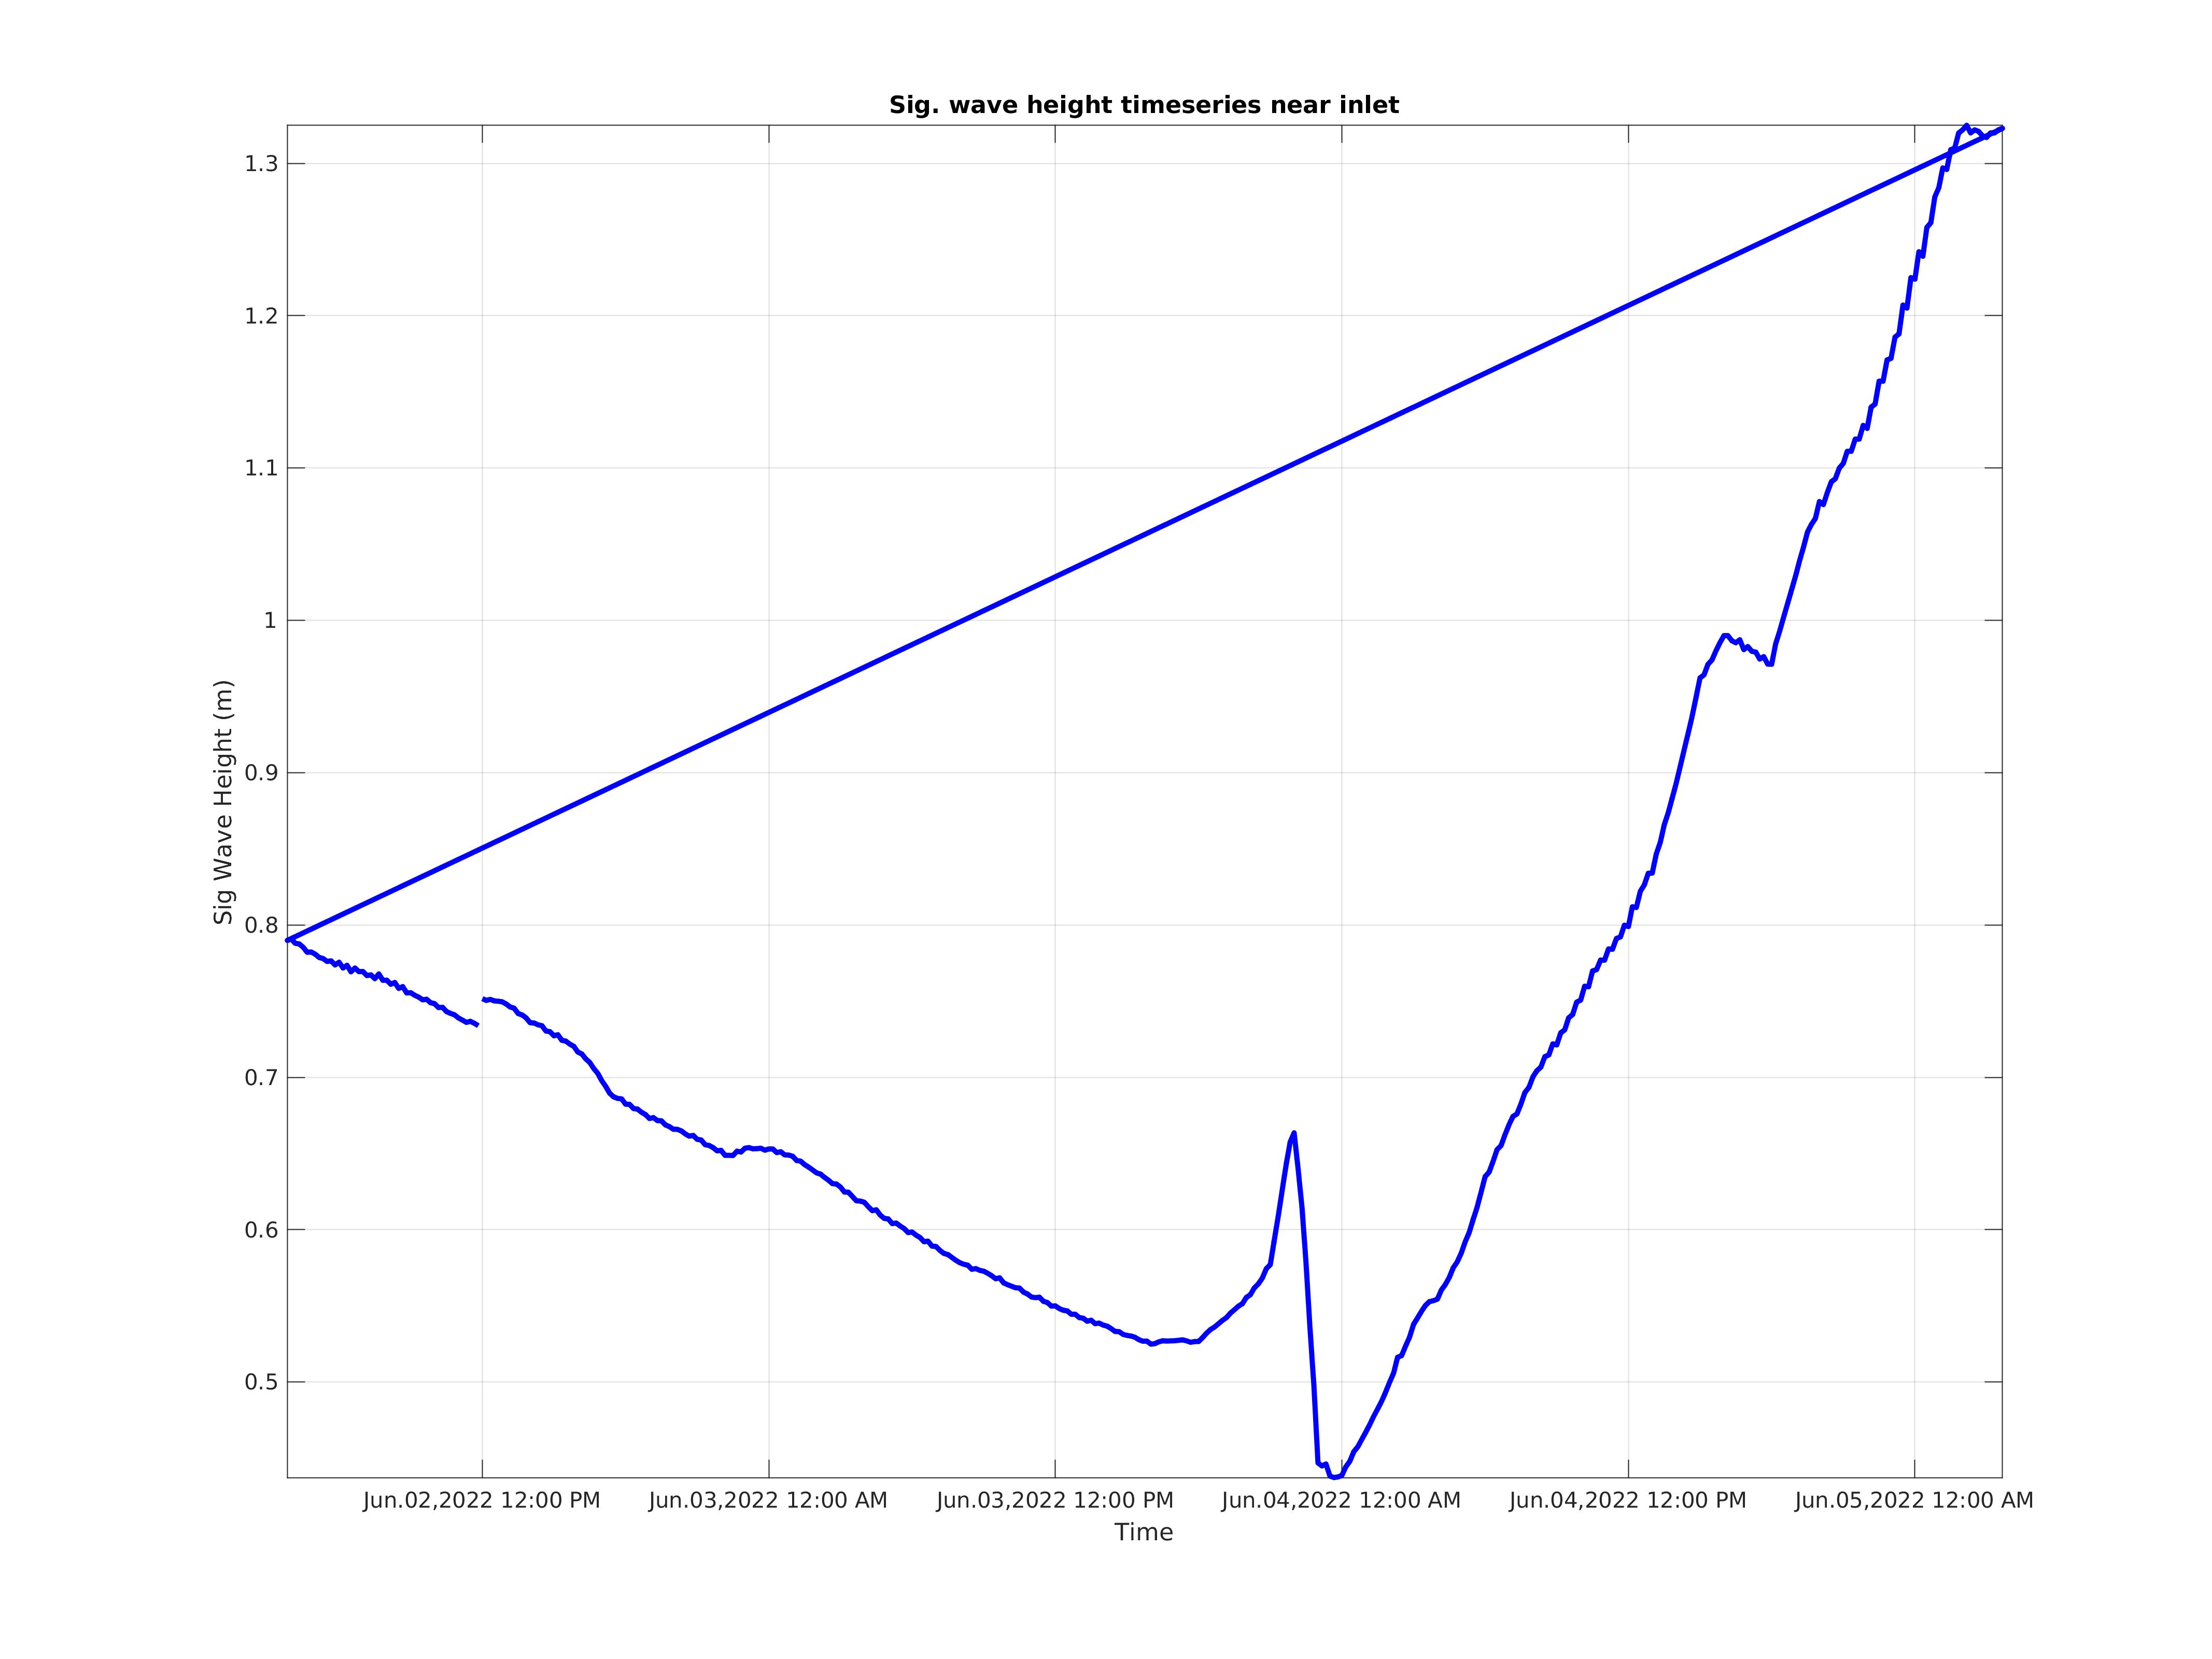 Sig. wave height timeseries near inlet
Sig Wave Height (m)
1.3
1.2
1.1
1
0.9
0.8
0.7
0.6
0.5
Jun.02,2022 12:00 PM
Jun.03,2022 12:00 AM
Jun.03,2022 12:00 PM
Jun.04,2022 12:00 AM
Jun.04,2022 12:00 PM
Jun.05,2022 12:00 AM
Time